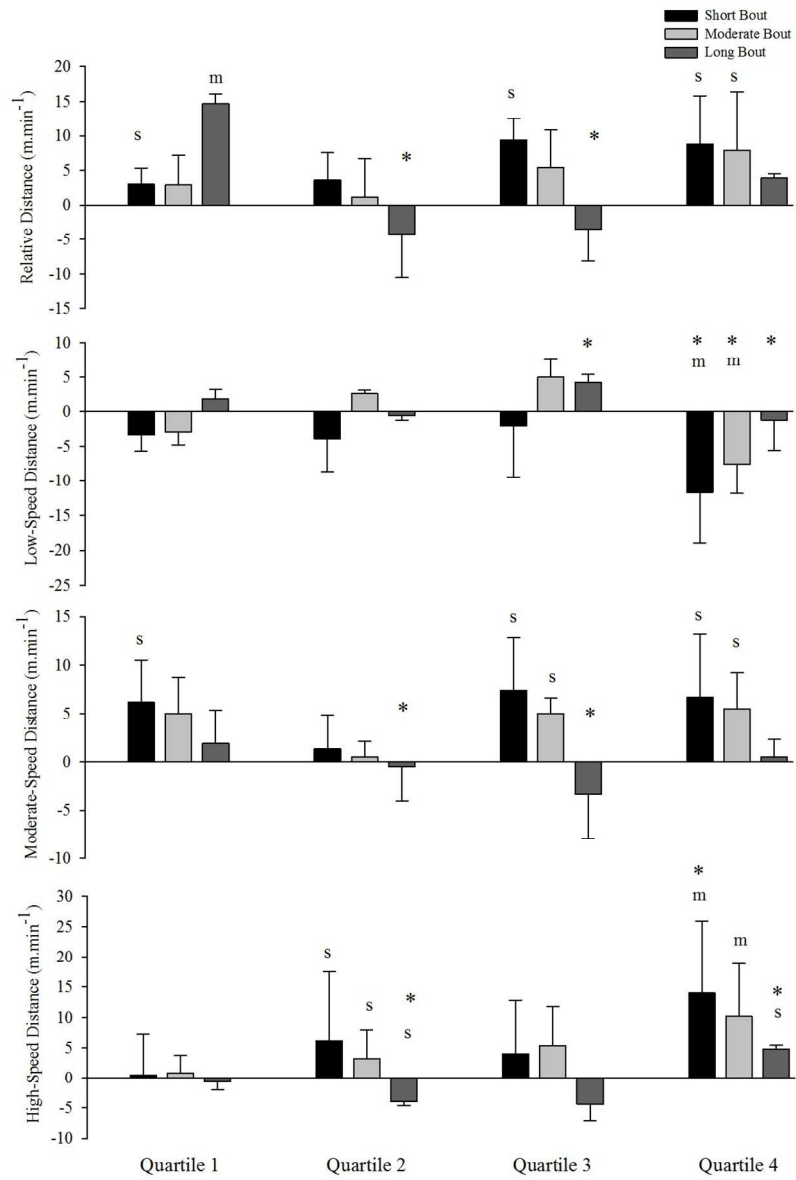 Short Bout
Moderate Bout
Long Bout
Relative Distance (m.min-1)
20
15
10
5
0
-5
-10
-15
s
m
*
s
*
s
s
Low-Speed Distance (m.min-1)
10
5
0
-5
-10
-15
-20
-25
*
* * *
m m
Moderate-Speed Distance (m.min-1)
15
10
5
0
-5
-10
s
*
s
s
*
s
s
High-Speed Distance (m.min-1)
30
25
20
15
10
5
0
-5
-10
s
s
*
s
*
m
m
*
s
Quartile 1 Quartile 2 Quartile 3 Quartile 4